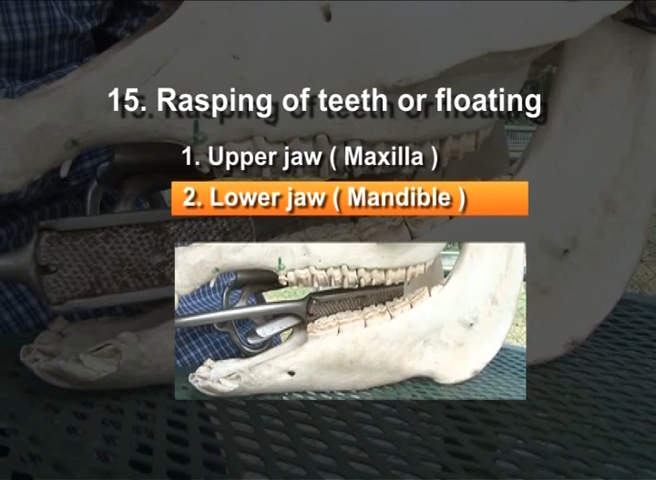 15. Rasping of teeth or floating
1. Upper jaw ( Maxilla )
2. Lower jaw ( Mandible )